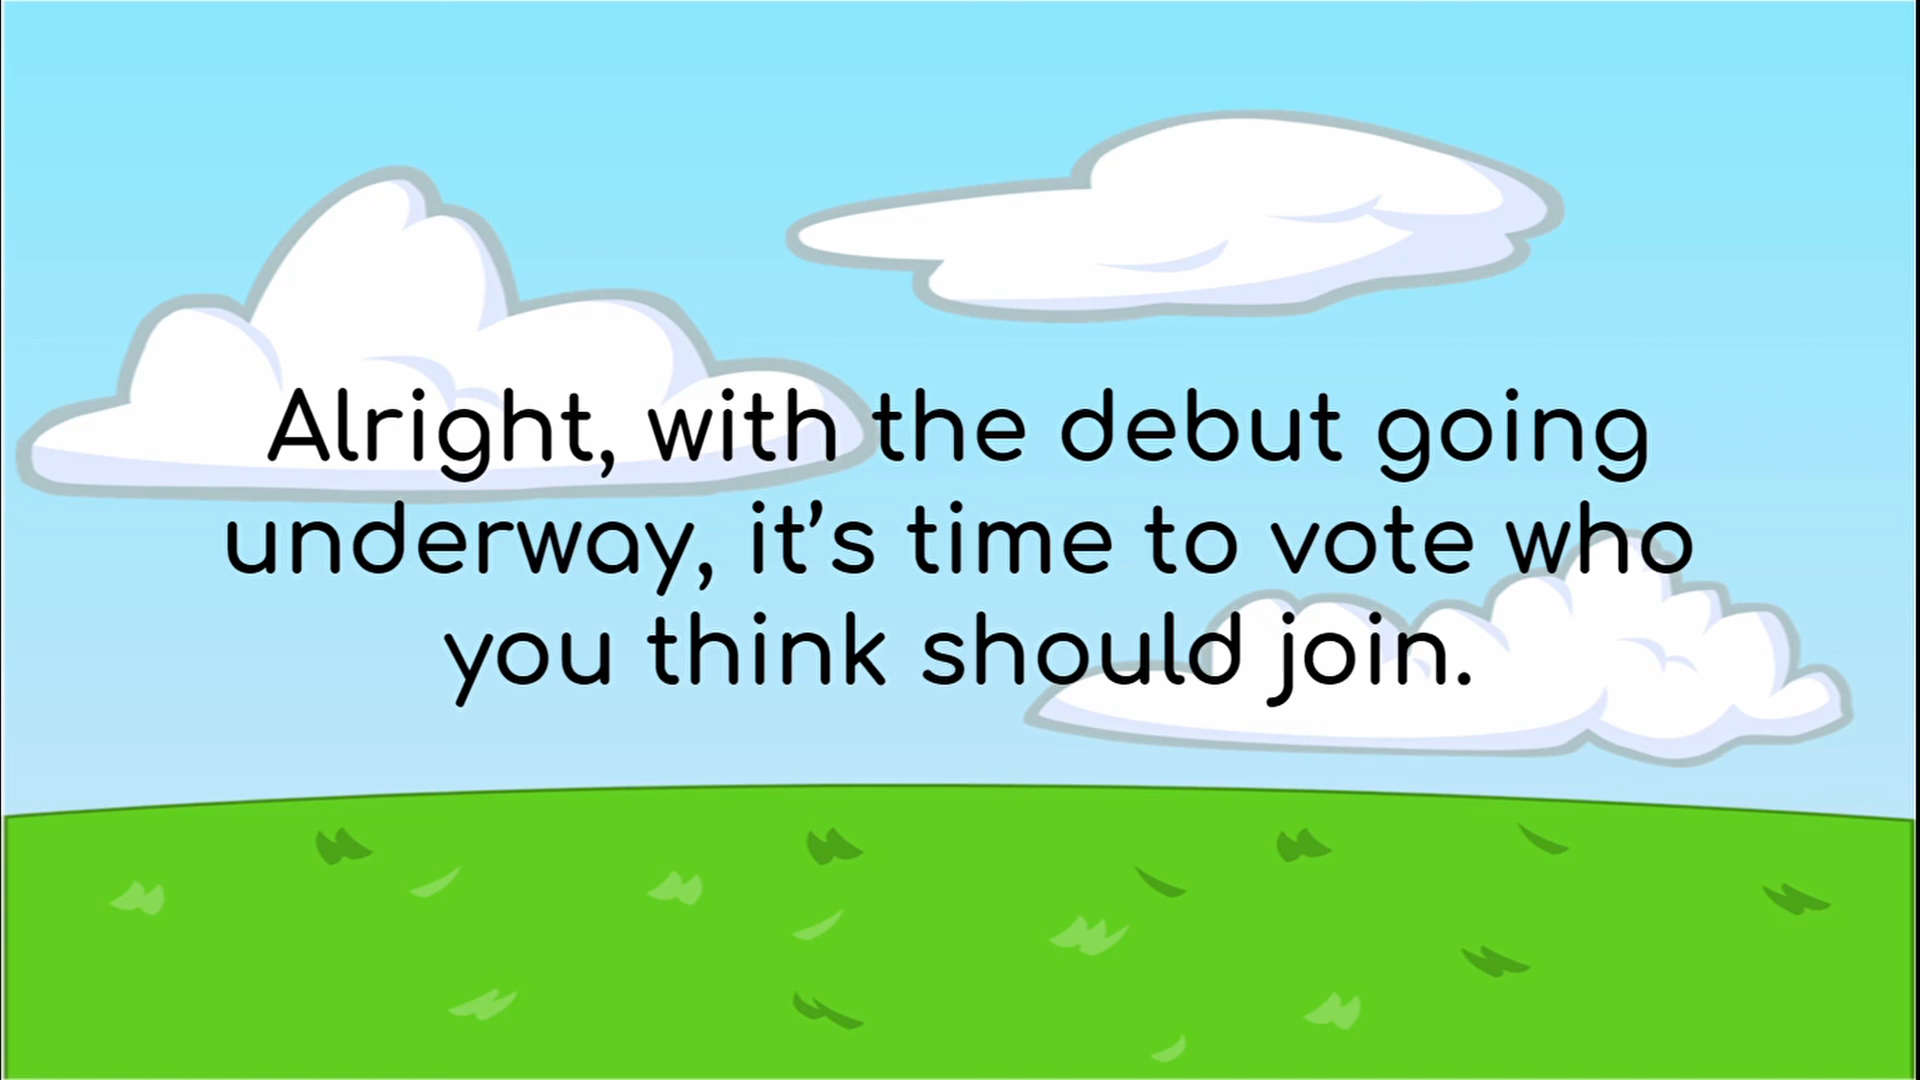 Alright, with the debut going
underway, it’s time to vote who
you think should join.